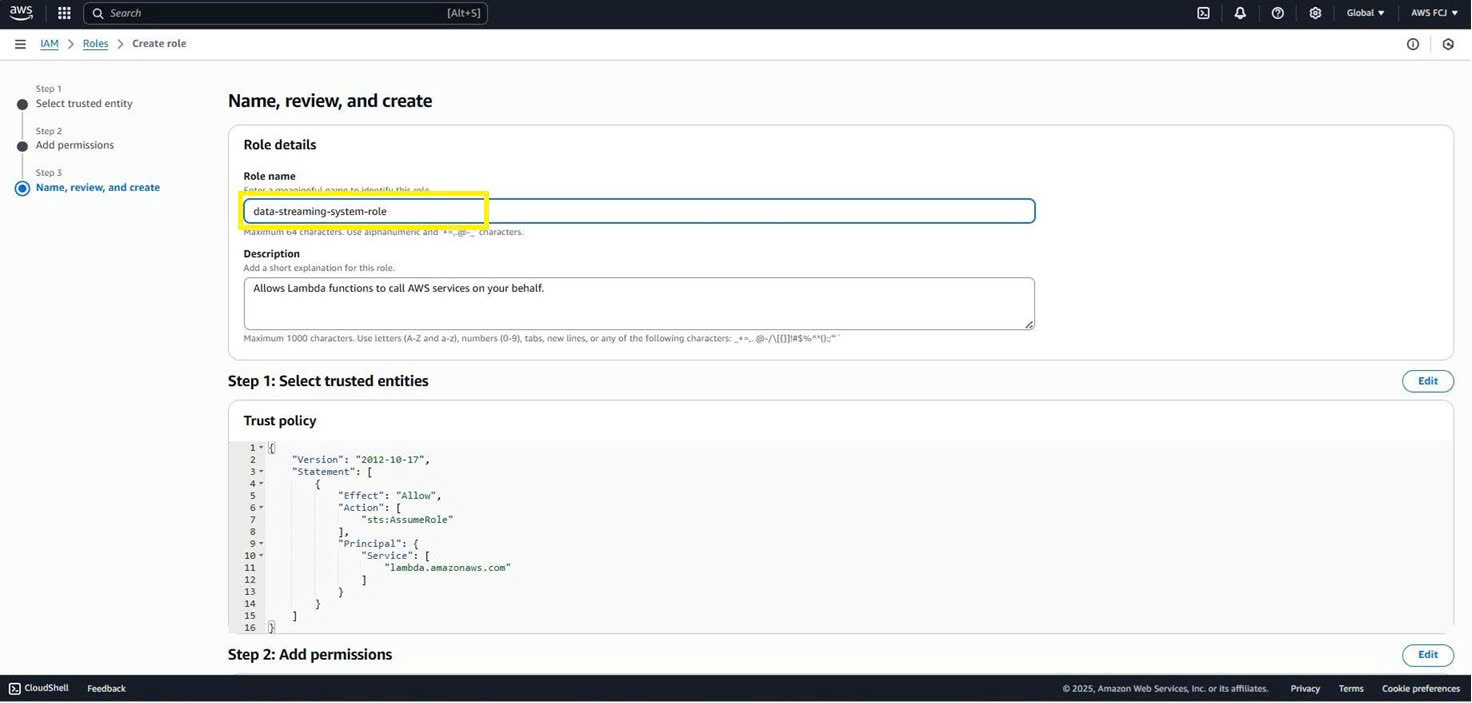 aws
Search [Alt+S] Global AWS FCJ
IAM > Roles > Create role
Step 1
Select trusted entity
Step 2
Add permissions
Step 3
Name, review, and create
Name, review, and create
Role details
Role name
Enter a meaningful name to identify this role.
data-streaming-system-role
Maximum 64 characters. Use alphanumeric and '+=,.@-_' characters.
Description
Add a short explanation for this role.
Allows Lambda functions to call AWS services on your behalf.
Maximum 1000 characters. Use letters (A-Z and a-z), numbers (0-9), tabs, new lines, or any of the following characters: _+=,. @-/\[{}]!#$%^*();:"'`
Step 1: Select trusted entities Edit
Trust policy
1 {
2 "Version": "2012-10-17",
3 "Statement": [
4 {
5 "Effect": "Allow",
6 "Action": [
7 "sts:AssumeRole"
8 ],
9 "Principal": {
10 "Service": [
11 "lambda.amazonaws.com"
12 ]
13 }
14 }
15 ]
16 }
Step 2: Add permissions Edit
CloudShell Feedback © 2025, Amazon Web Services, Inc. or its affiliates. Privacy Terms Cookie preferences